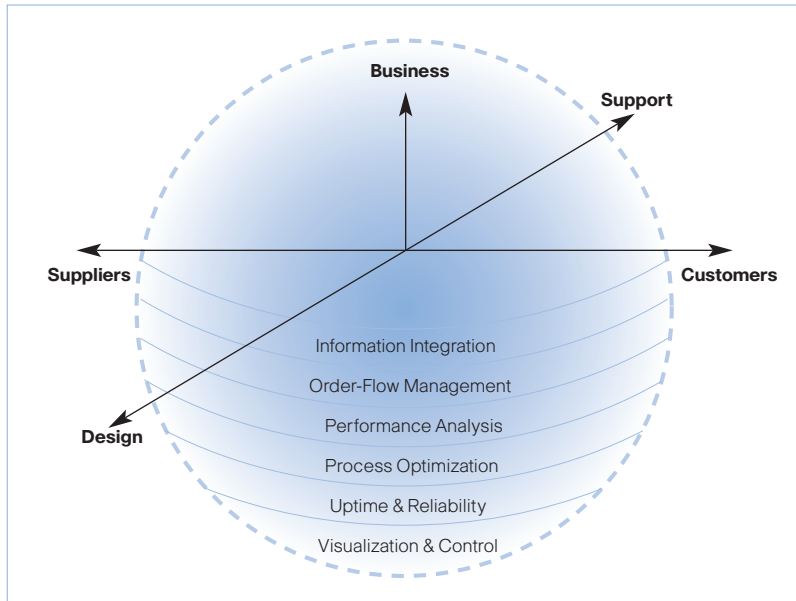 Business
Support
Suppliers
Customers
Information Integration
Order-Flow Management
Design
Performance Analysis
Process Optimization
Uptime & Reliability
Visualization & Control